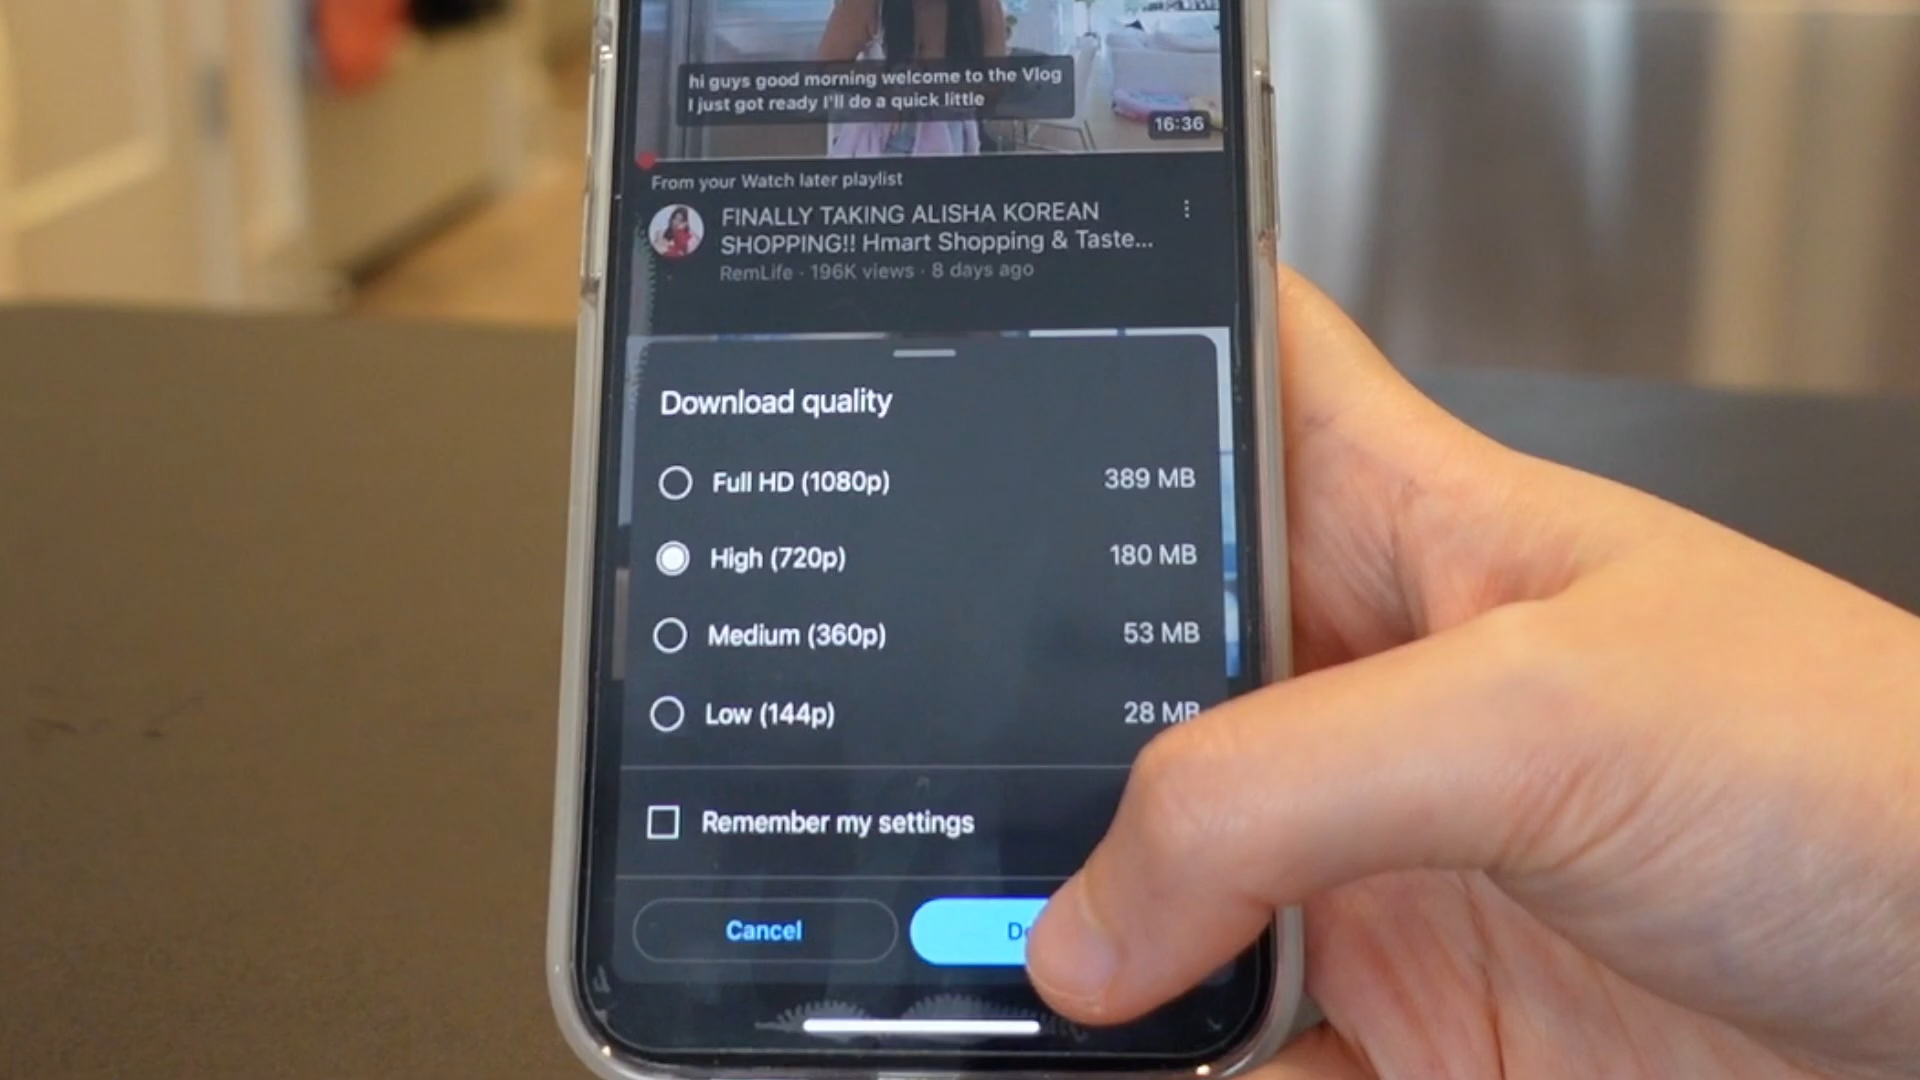 hi guys good morning welcome to the Vlog
I just got ready I'll do a quick little
16:36
From your Watch later playlist
FINALLY TAKING ALISHA KOREAN
SHOPPING!! Hmart Shopping & Taste...
RemLife · 196K views · 8 days ago
Download quality
Full HD (1080p) 389 MB
High (720p) 180 MB
Medium (360p) 53 MB
Low (144p) 28 MB
Remember my settings
Cancel